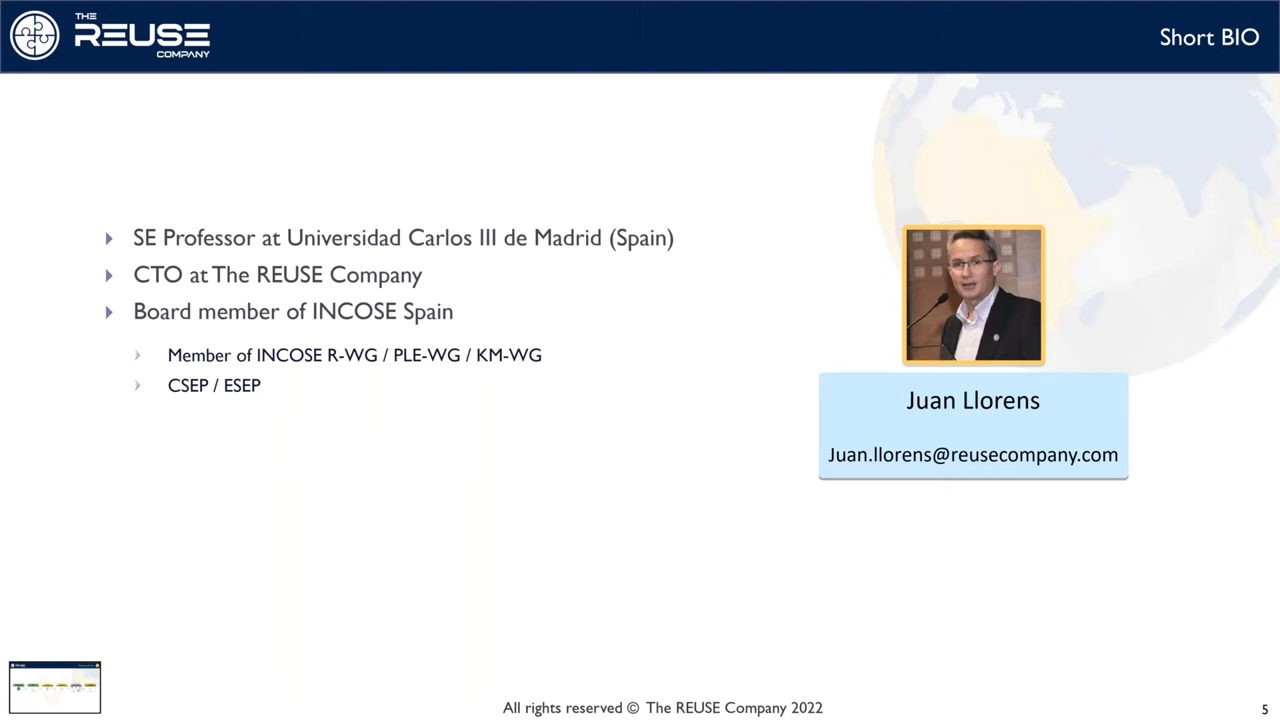 THE
REUSE
COMPANY
Short BIO
SE Professor at Universidad Carlos III de Madrid (Spain)
CTO at The REUSE Company
Board member of INCOSE Spain
Member of INCOSE R-WG / PLE-WG / KM-WG
CSEP / ESEP
Juan Llorens
Juan.llorens@reusecompany.com
All rights reserved © The REUSE Company 2022
5